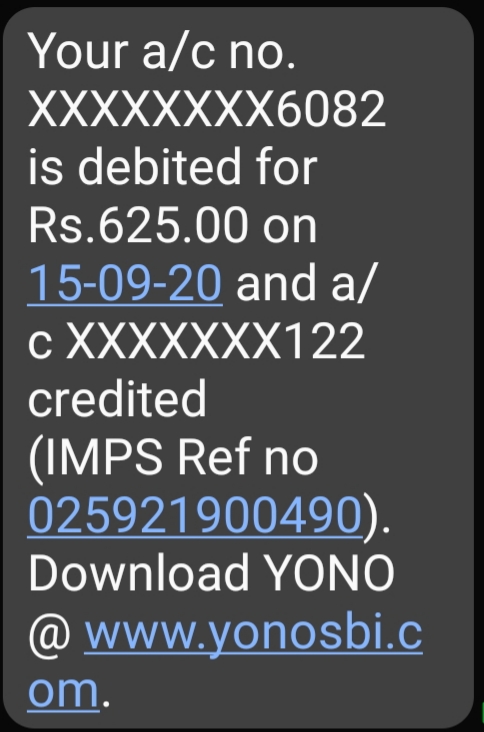 Your a/c no.
XXXXXXXX6082
is debited for
Rs.625.00 on
15-09-20 and a/
c XXXXXXX122
credited
(IMPS Ref no
025921900490).
Download YONO
@ www.yonosbi.c
om.